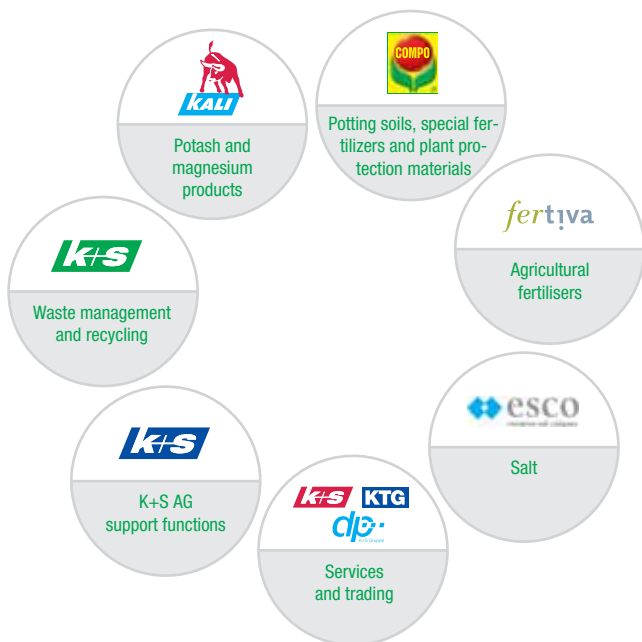 KALI
Potash and
magnesium
products
COMPO
Potting soils, special fer-
tilizers and plant pro-
tection materials
fertiva
Agricultural
fertilisers
k+s
Waste management
and recycling
esco
Salt
k+s
K+S AG
support functions
k+s KTG
dp
Services
and trading